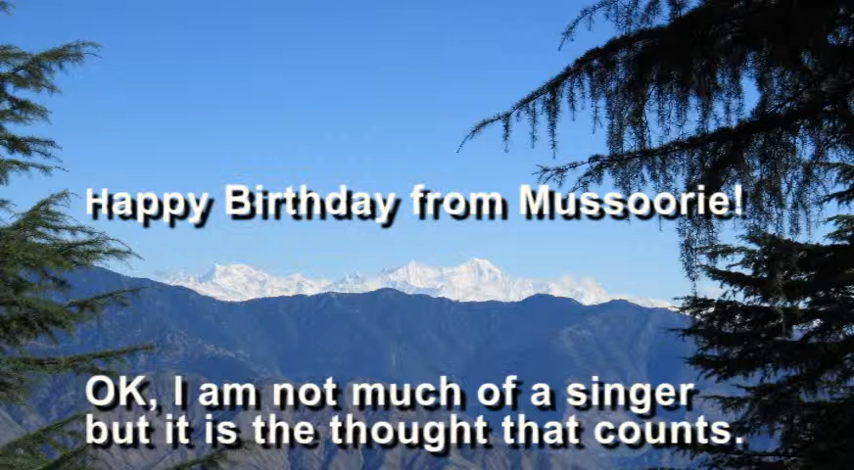 Happy Birthday from Mussoorie!
OK, I am not much of a singer
but it is the thought that counts.